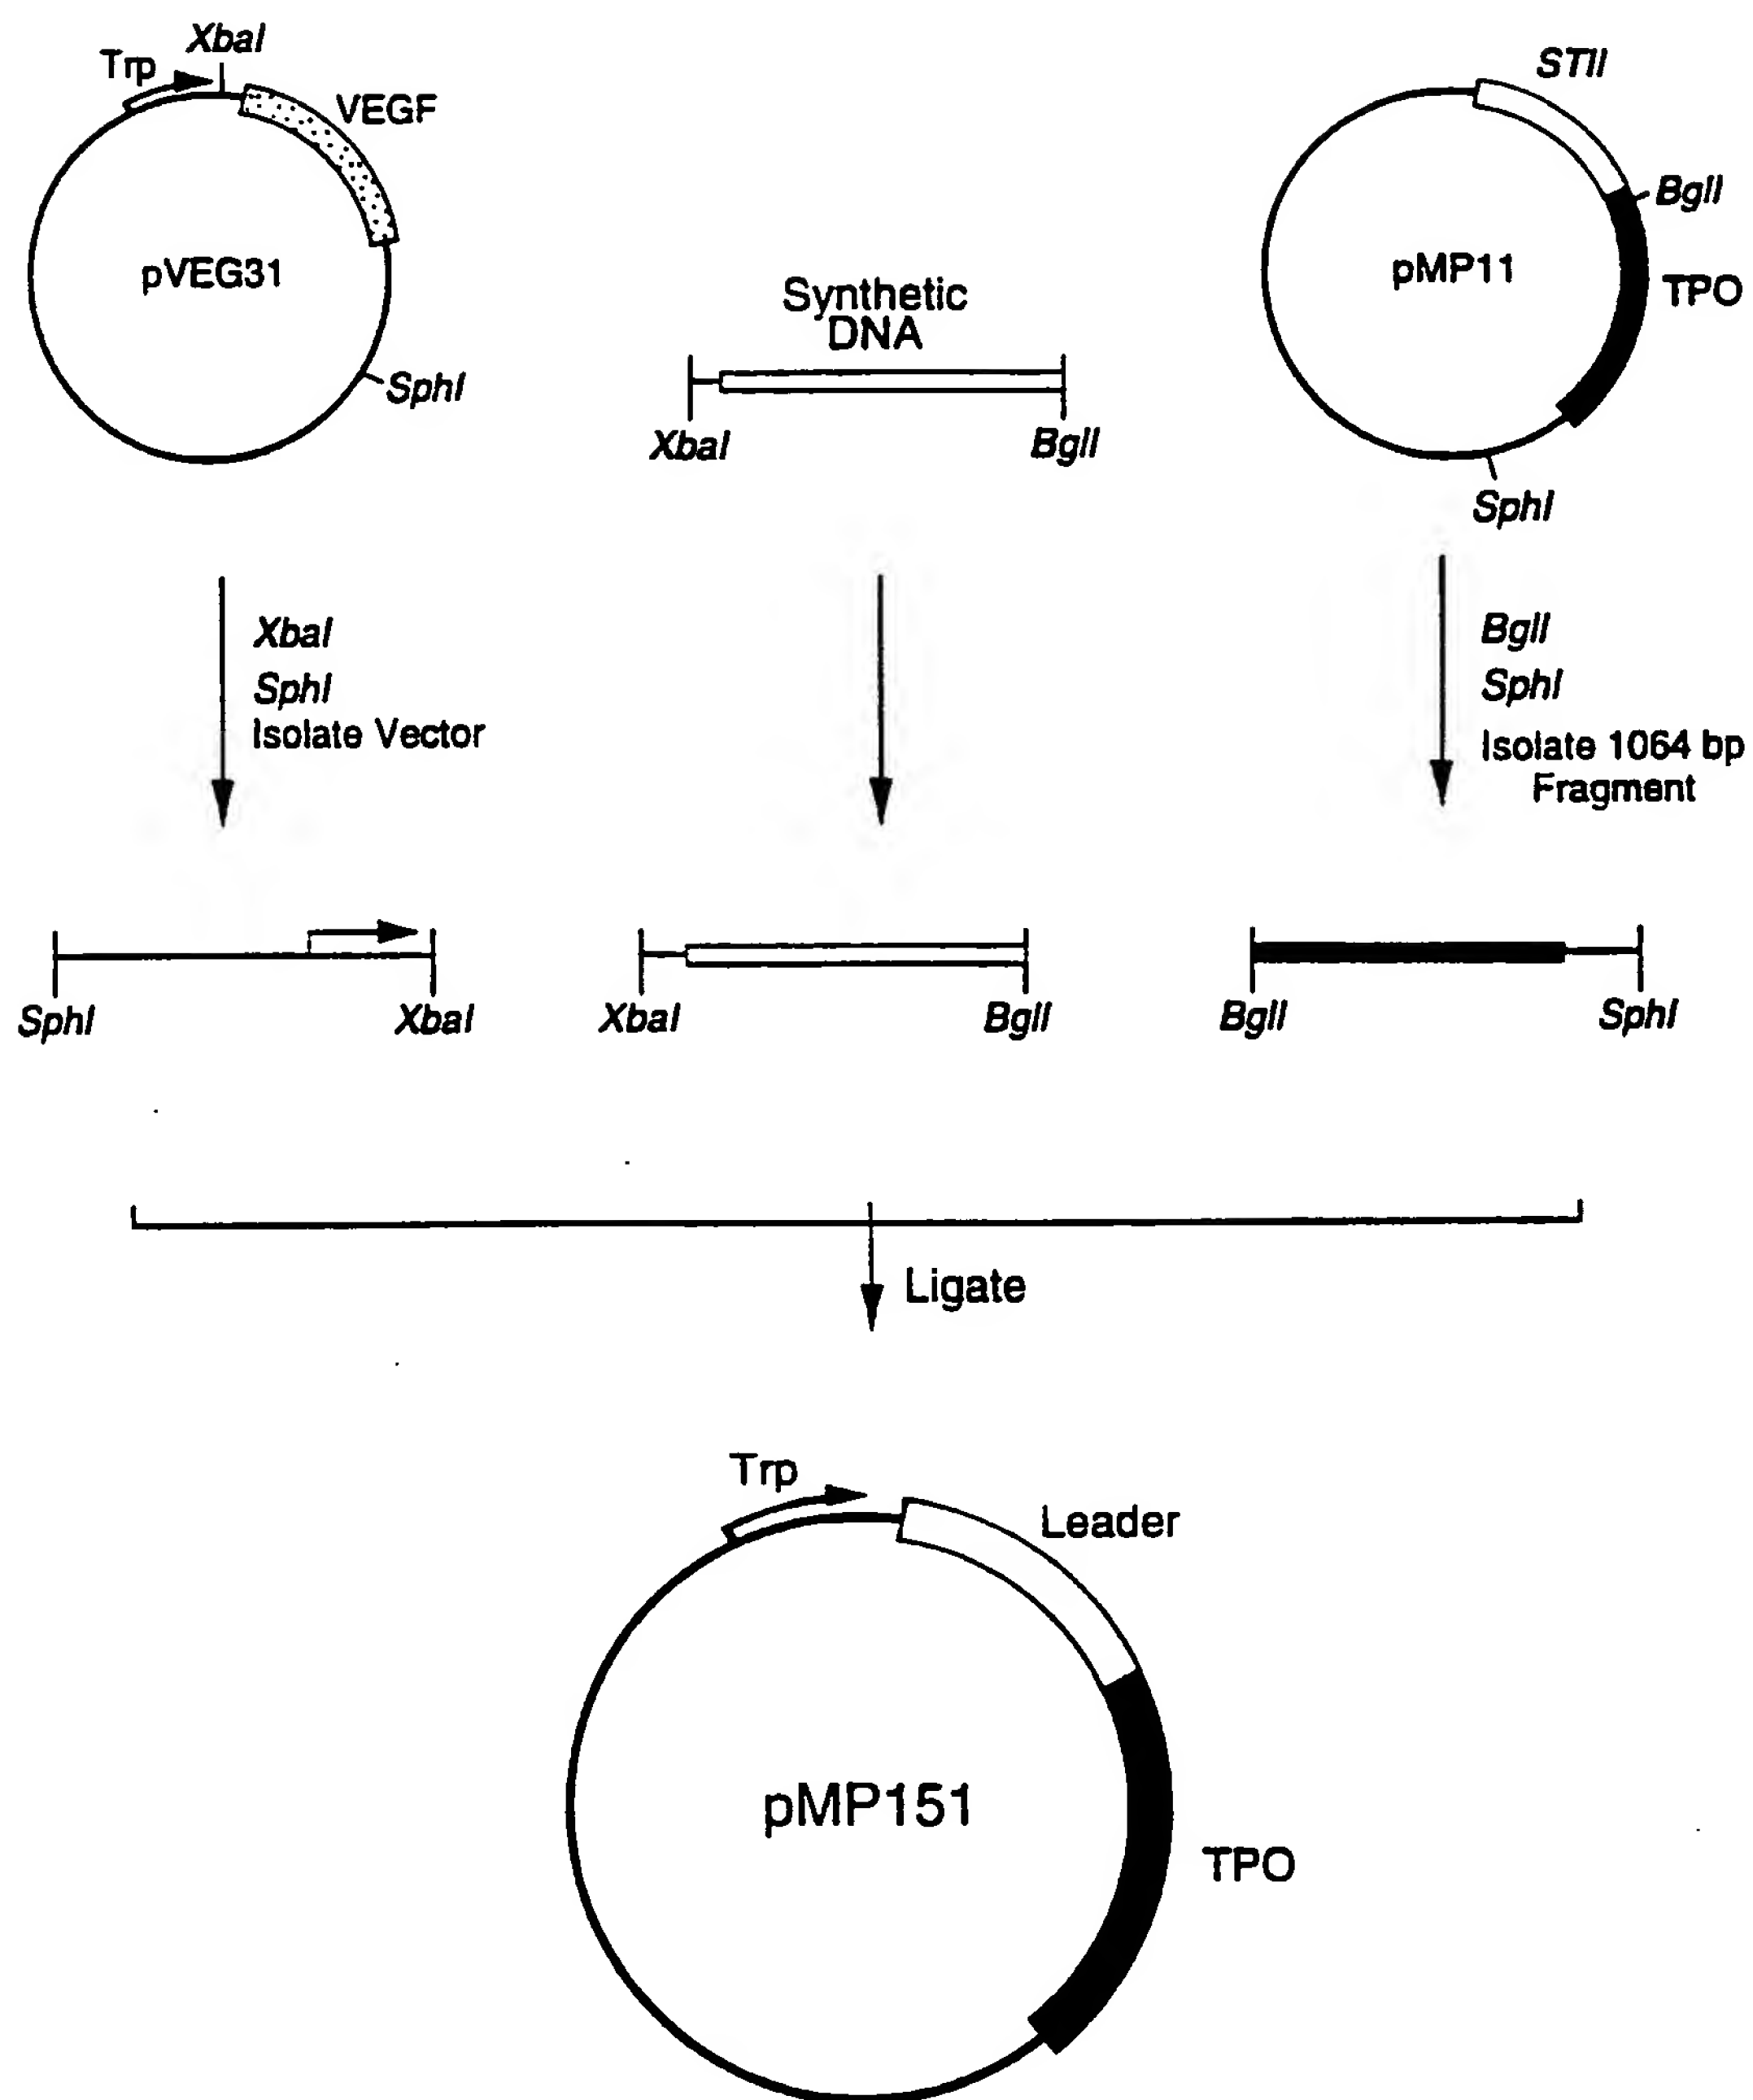 XbaI
Trp
VEGF
pVEG31
SphI
Synthetic
DNA
XbaI
BglI
STII
BglI
pMP11
TPO
SphI
XbaI
SphI
Isolate Vector
BglI
SphI
Isolate 1064 bp
Fragment
SphI
XbaI
XbaI
BglI
BglI
SphI
Ligate
Trp
Leader
pMP151
TPO